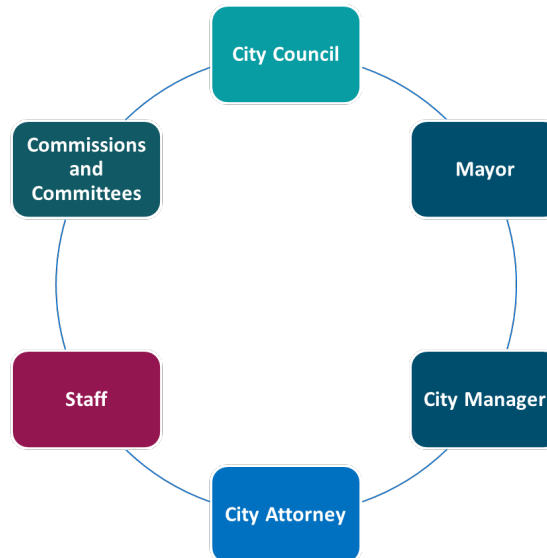 City Council
Mayor
City Manager
City Attorney
Staff
Commissions
and
Committees